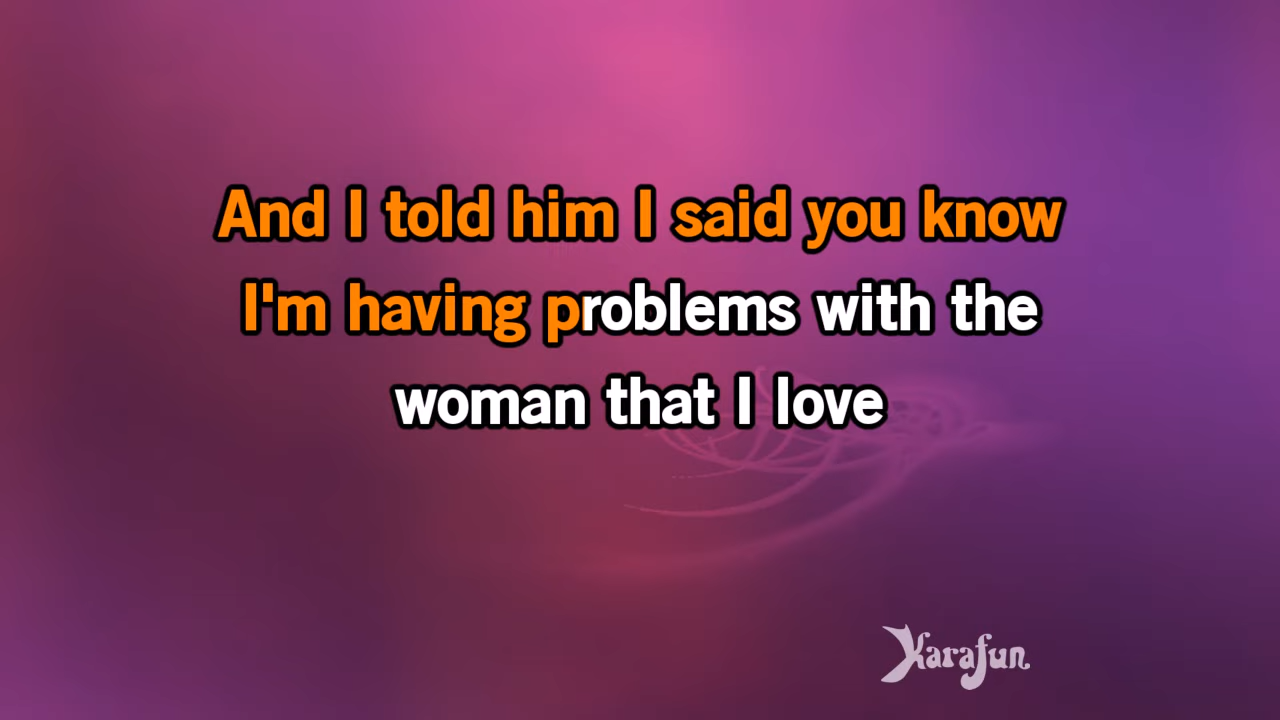 And I told him I said you know
I'm having problems with the
woman that I love
Karafun